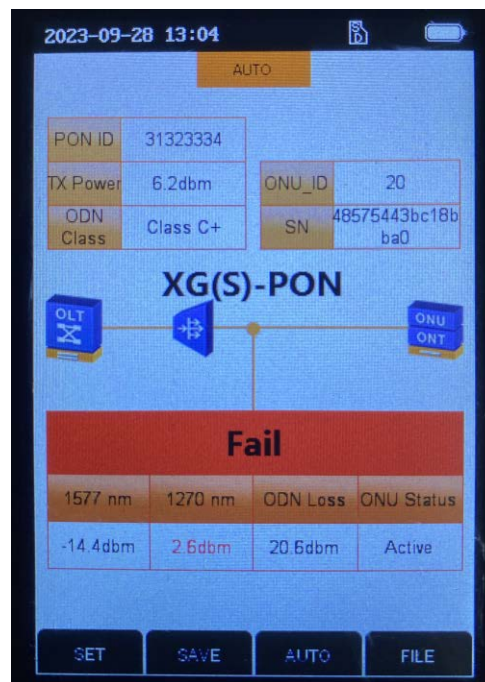 2023-09-28 13:04
SD
AUTO
PON ID 31323334
TX Power 6.2dbm ONU_ID 20
ODN
Class Class C+ SN 48575443bc18b
ba0
XG(S)-PON
OLT
ONU
ONT
Fail
1577 nm 1270 nm ODN Loss ONU Status
-14.4dbm 2.6dbm 20.6dbm Active
SET SAVE AUTO FILE